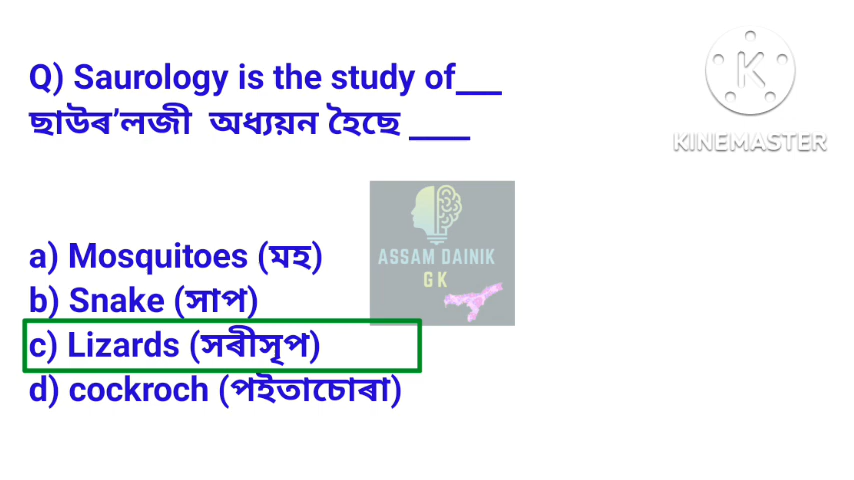 Q) Saurology is the study of___
ছাউৰ’লজী অধ্যয়ন হৈছে ____
KINEMASTER
a) Mosquitoes (মহ)
ASSAM DAINIK
GK
b) Snake (সাপ)
c) Lizards (সৰীসৃপ)
d) cockroch (পইতাচোৰা)